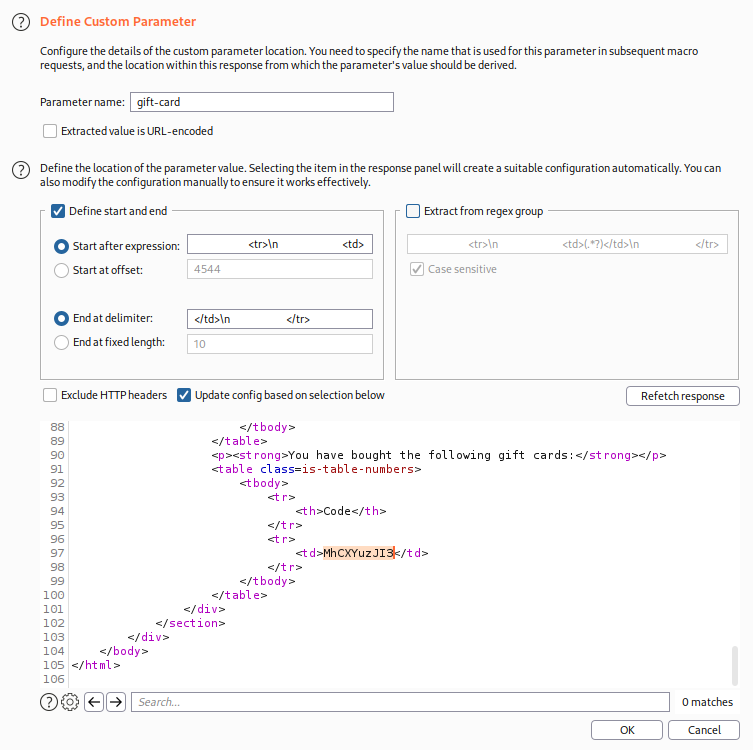 Define Custom Parameter
Configure the details of the custom parameter location. You need to specify the name that is used for this parameter in subsequent macro
requests, and the location within this response from which the parameter's value should be derived.
Parameter name: gift-card
Extracted value is URL-encoded
Define the location of the parameter value. Selecting the item in the response panel will create a suitable configuration automatically. You can
also modify the configuration manually to ensure it works effectively.
Define start and end
Start after expression: <tr>\n <td>
Start at offset: 4544
End at delimiter: </td>\n </tr>
End at fixed length: 10
Extract from regex group
<tr>\n <td>(.*?)</td>\n </tr>
Case sensitive
Exclude HTTP headers
Update config based on selection below
Refetch response
88 </tbody>
89 </table>
90 <p><strong>You have bought the following gift cards:</strong></p>
91 <table class=is-table-numbers>
92 <tbody>
93 <tr>
94 <th>Code</th>
95 </tr>
96 <tr>
97 <td>MhCXYuzJI3</td>
98 </tr>
99 </tbody>
100 </table>
101 </div>
102 </section>
103 </div>
104 </body>
105 </html>
106
? Search... 0 matches
OK Cancel